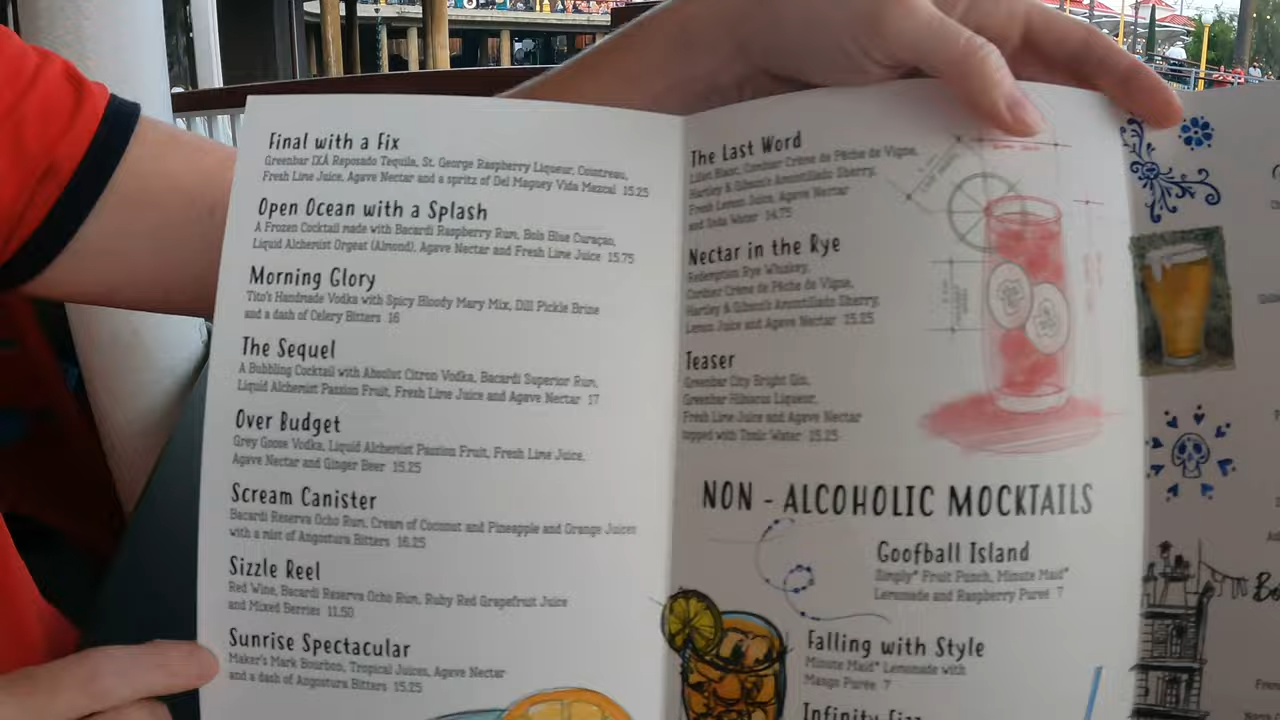 Final with a Fix
Greenbar IXÁ Reposado Tequila, St. George Raspberry Liqueur, Cointreau,
Fresh Lime Juice, Agave Nectar and a spritz of Del Maguey Vida Mezcal 15.25
Open Ocean with a Splash
A Frozen Cocktail made with Bacardi Raspberry Rum, Bols Blue Curaçao,
Liquid Alchemist Orgeat (Almond), Agave Nectar and Fresh Lime Juice 15.75
Morning Glory
Tito's Handmade Vodka with Spicy Bloody Mary Mix, Dill Pickle Brine
and a dash of Celery Bitters 16
The Sequel
A Bubbling Cocktail with Absolut Citron Vodka, Bacardi Superior Rum,
Liquid Alchemist Passion Fruit, Fresh Lime Juice and Agave Nectar 17
Over Budget
Grey Goose Vodka, Liquid Alchemist Passion Fruit, Fresh Lime Juice,
Agave Nectar and Ginger Beer 15.25
Scream Canister
Bacardi Reserva Ocho Rum, Cream of Coconut and Pineapple and Orange Juices
with a mist of Angostura Bitters 16.25
Sizzle Reel
Red Wine, Bacardi Reserva Ocho Rum, Ruby Red Grapefruit Juice
and Mixed Berries 11.50
Sunrise Spectacular
Maker's Mark Bourbon, Tropical Juices, Agave Nectar
and a dash of Angostura Bitters 15.25
The Last Word
Lillet Blanc, Combier Crème de Pêche de Vigne,
Hartley & Gibson's Amontillado Sherry,
Fresh Lemon Juice, Agave Nectar
and Soda Water 14.75
Nectar in the Rye
Redemption Rye Whiskey,
Combier Crème de Pêche de Vigne,
Hartley & Gibson's Amontillado Sherry,
Lemon Juice and Agave Nectar 15.25
Teaser
Greenbar City Bright Gin,
Greenbar Hibiscus Liqueur,
Fresh Lime Juice and Agave Nectar
topped with Tonic Water 15.25
NON - ALCOHOLIC MOCKTAILS
Goofball Island
Simply® Fruit Punch, Minute Maid®
Lemonade and Raspberry Purée 7
Falling with Style
Minute Maid® Lemonade with
Mango Purée 7
Infinity Fizz